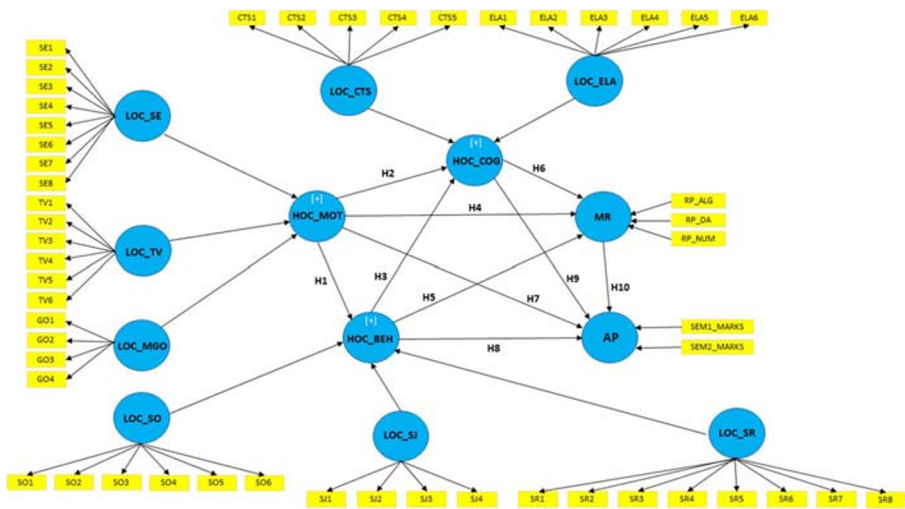 CTS1 CTS2 CTS3 CTS4 CTS5 ELA1 ELA2 ELA3 ELA4 ELA5 ELA6
SE1
SE2
SE3
SE4
SE5
SE6
SE7
SE8
LOC_SE
LOC_CTS
LOC_ELA
[+]
HOC_COG
H2
H6
TV1
TV2
TV3
TV4
TV5
TV6
LOC_TV
[+]
HOC_MOT
H4
MR
RP_ALG
RP_DA
RP_NUM
H1
H3
H5
H7
H9
H10
GO1
GO2
GO3
GO4
LOC_MGO
[+]
HOC_BEH
H8
AP
SEM1_MARKS
SEM2_MARKS
LOC_SO
LOC_SJ
LOC_SR
SO1 SO2 SO3 SO4 SO5 SO6
SJ1 SJ2 SJ3 SJ4
SR1 SR2 SR3 SR4 SR5 SR6 SR7 SR8